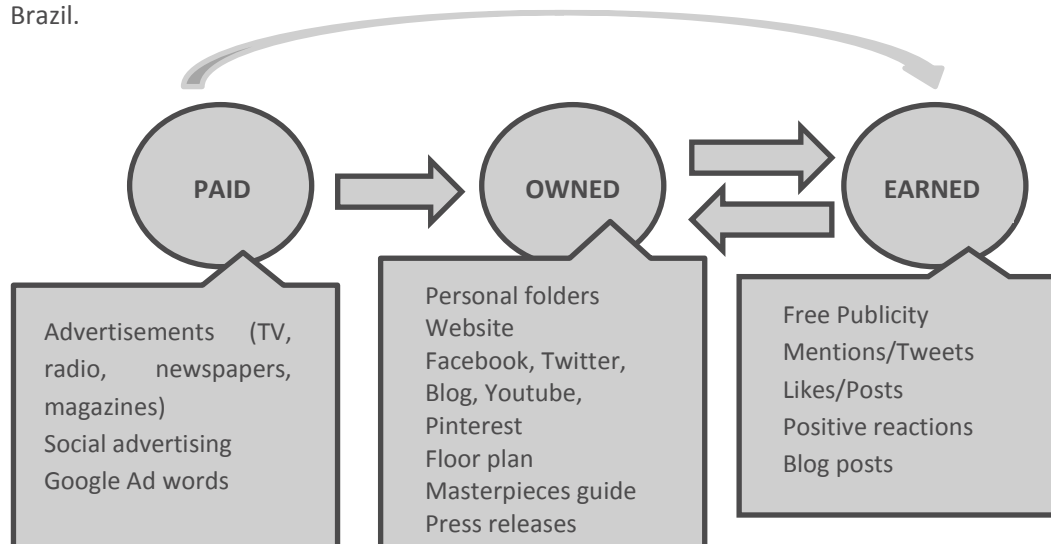 Brazil.
PAID
OWNED
EARNED
Advertisements (TV,
radio, newspapers,
magazines)
Social advertising
Google Ad words
Personal folders
Website
Facebook, Twitter,
Blog, Youtube,
Pinterest
Floor plan
Masterpieces guide
Press releases
Free Publicity
Mentions/Tweets
Likes/Posts
Positive reactions
Blog posts